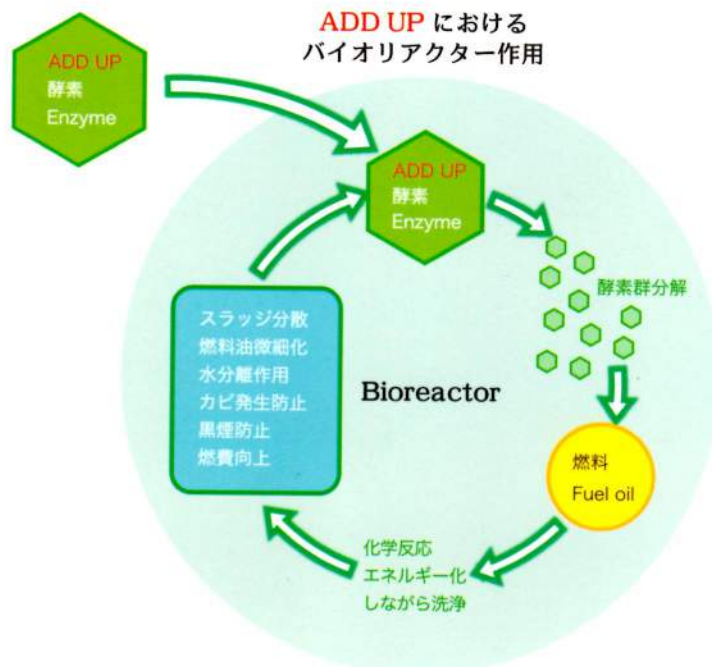 ADD UP における
バイオリアクター作用
ADD UP
酵素
Enzyme
ADD UP
酵素
Enzyme
酵素群分解
燃料
Fuel oil
化学反応
エネルギー化
しながら洗浄
スラッジ分散
燃料油微細化
水分離作用
カビ発生防止
黒煙防止
燃費向上
Bioreactor